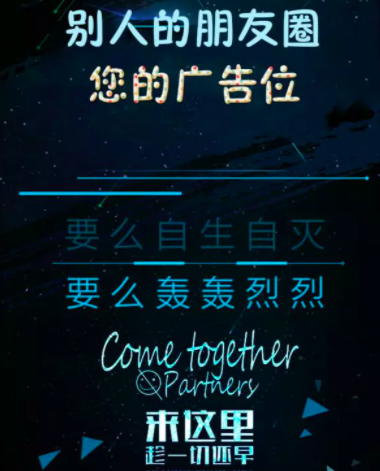 别人的朋友圈
您的广告位
要么自生自灭
要么轰轰烈烈
Come together
Partners
来这里
趁一切还早